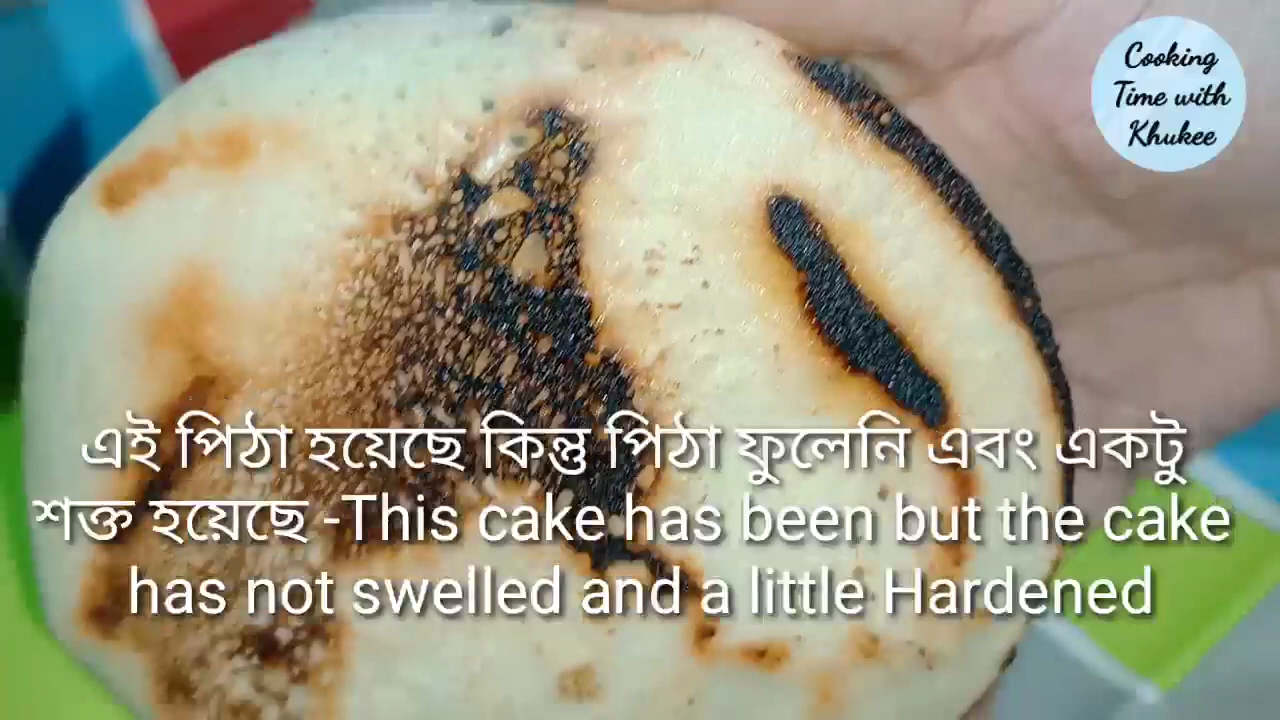 Cooking
Time with
Khukee
এই পিঠা হয়েছে কিন্তু পিঠা ফুলেনি এবং একটু
শক্ত হয়েছে -This cake has been but the cake
has not swelled and a little Hardened